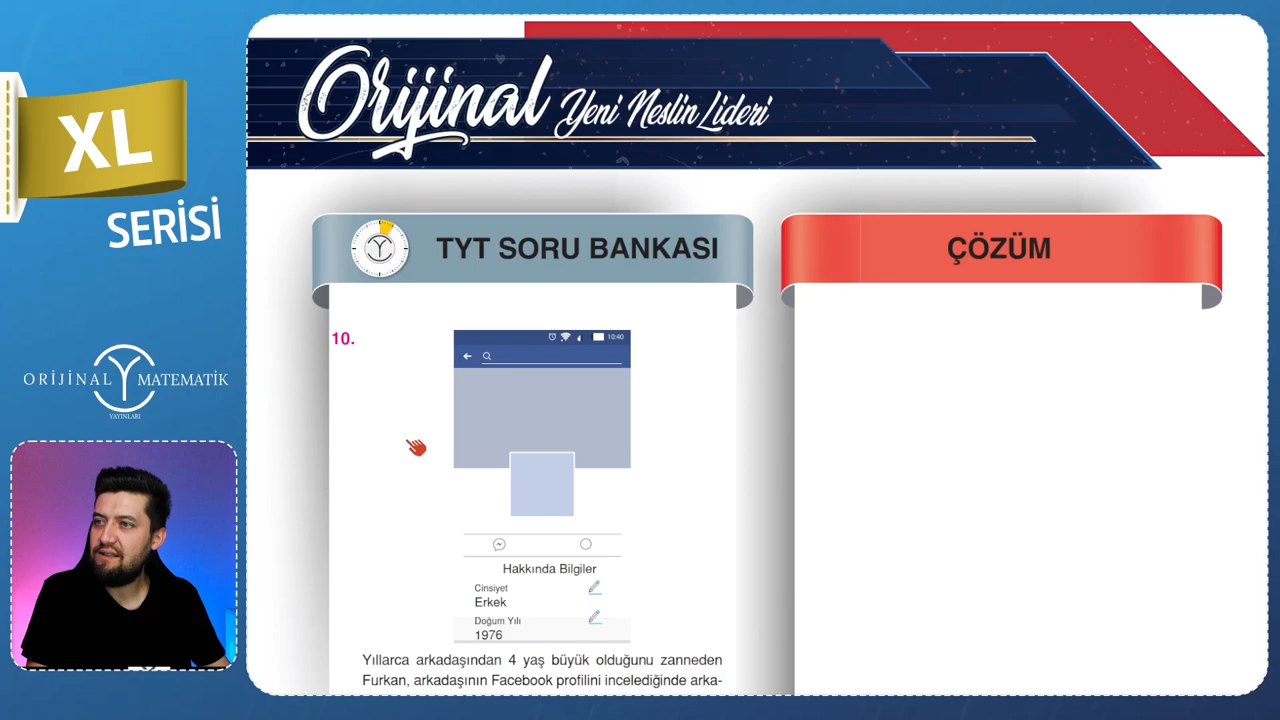 XL
SERİSİ
ORİJİNAL MATEMATİK
YAYINLARI
Orijinal Yeni Neslin Lideri
TYT SORU BANKASI
ÇÖZÜM
10.
10:40
Hakkında Bilgiler
Cinsiyet
Erkek
Doğum Yılı
1976
Yıllarca arkadaşından 4 yaş büyük olduğunu zanneden
Furkan, arkadaşının Facebook profilini incelediğinde arka-